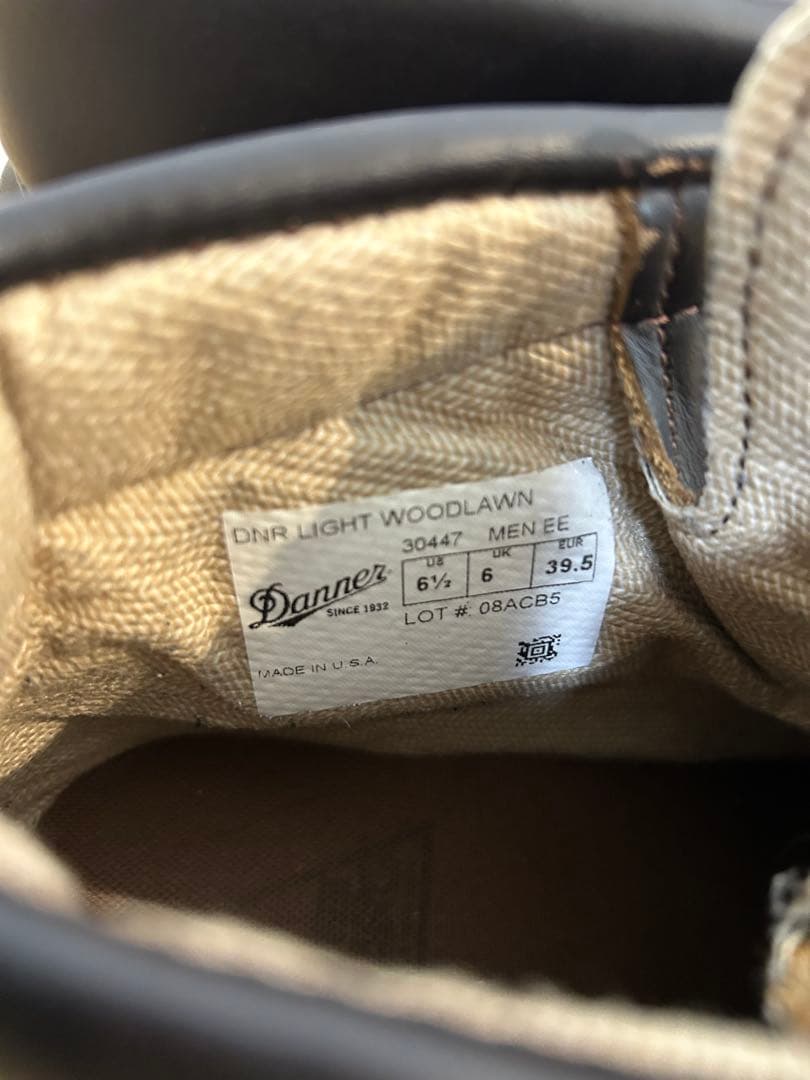 DNR LIGHT WOODLAWN
30447 MEN EE
US UK EUR
6½ 6 39.5
Danner
SINCE 1932
LOT #: 08ACB5
MADE IN U.S.A.